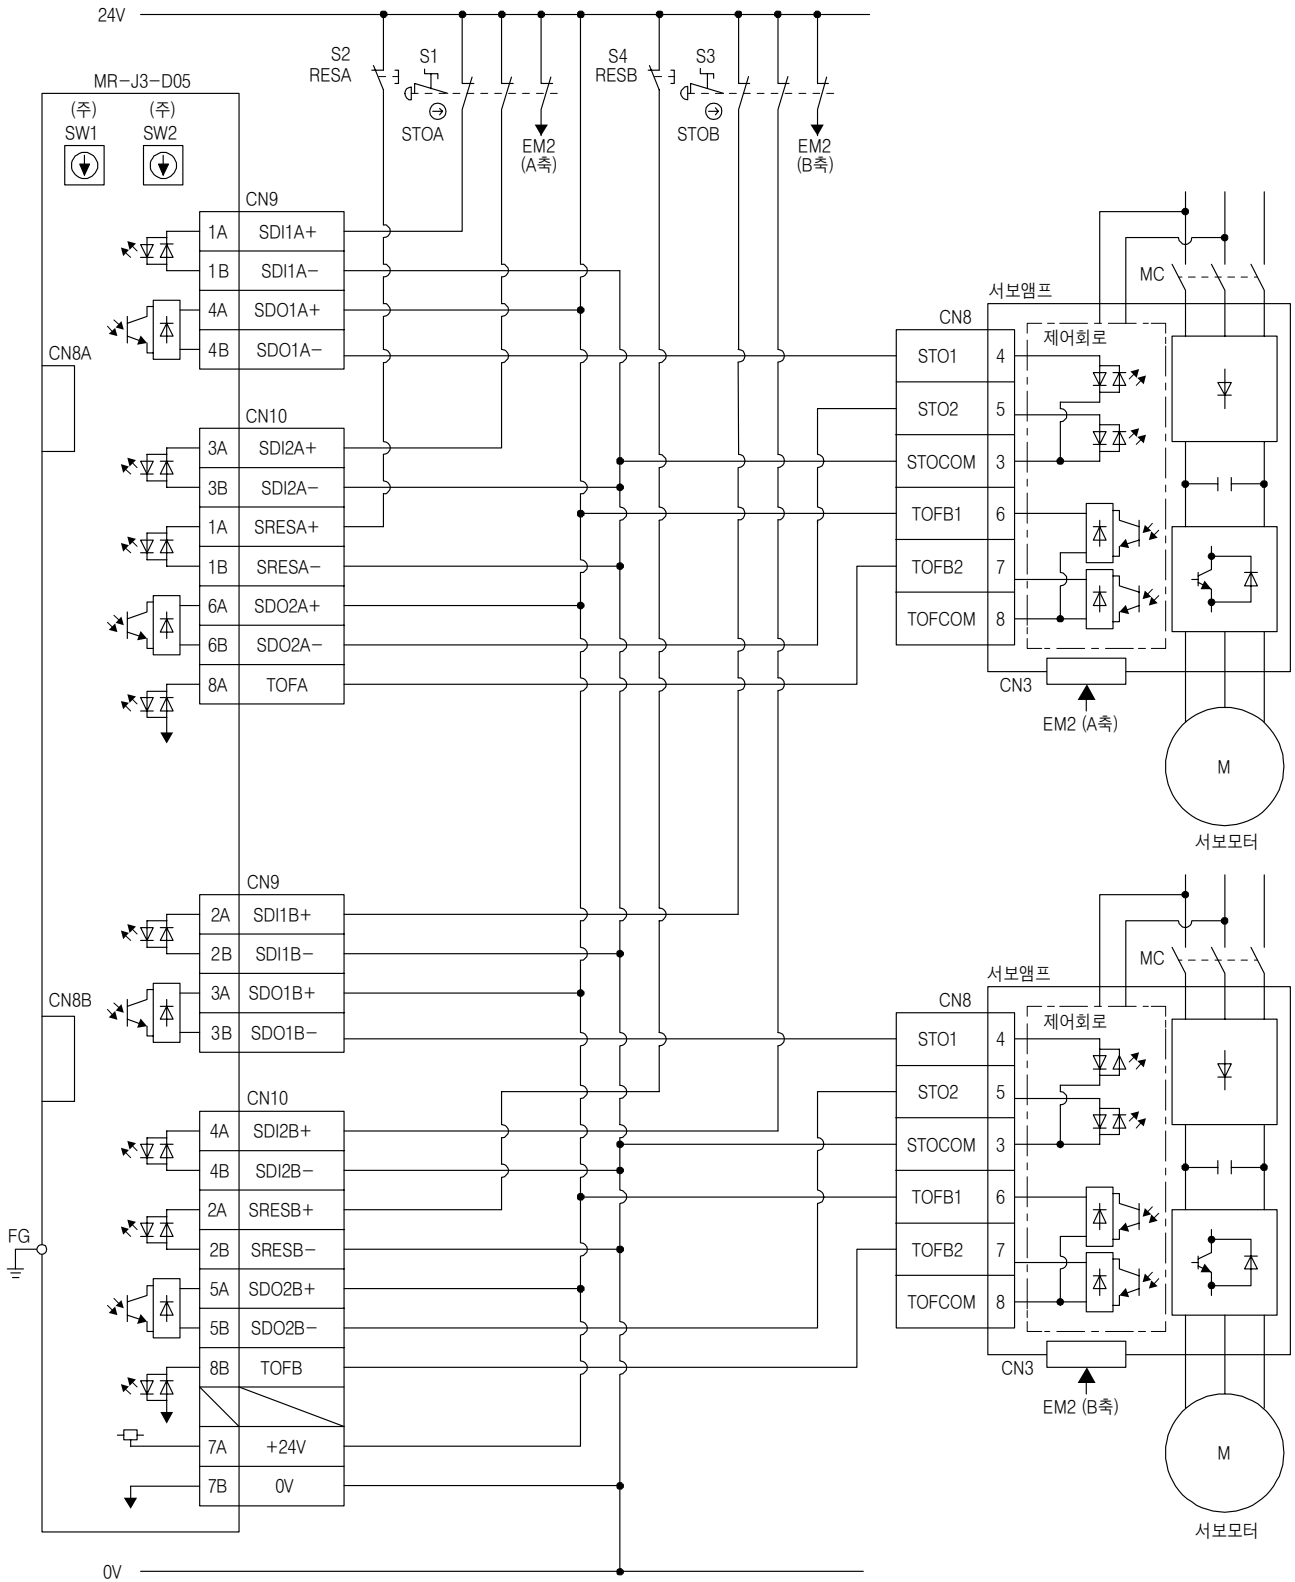 24V
S2
RESA
S1
STOA
EM2
(A축)
S4
RESB
S3
STOB
EM2
(B축)
MR-J3-D05
(주)
SW1
(주)
SW2
CN9
1A SDI1A+
1B SDI1A-
4A SDO1A+
4B SDO1A-
CN8A
CN10
3A SDI2A+
3B SDI2A-
1A SRESA+
1B SRESA-
6A SDO2A+
6B SDO2A-
8A TOFA
MC
서보앰프
CN8
제어회로
STO1 4
STO2 5
STOCOM 3
TOFB1 6
TOFB2 7
TOFCOM 8
CN3
EM2 (A축)
M
서보모터
CN9
2A SDI1B+
2B SDI1B-
3A SDO1B+
3B SDO1B-
CN8B
CN10
4A SDI2B+
4B SDI2B-
2A SRESB+
2B SRESB-
5A SDO2B+
5B SDO2B-
8B TOFB
7A +24V
7B 0V
FG
MC
서보앰프
CN8
제어회로
STO1 4
STO2 5
STOCOM 3
TOFB1 6
TOFB2 7
TOFCOM 8
CN3
EM2 (B축)
M
서보모터
0V